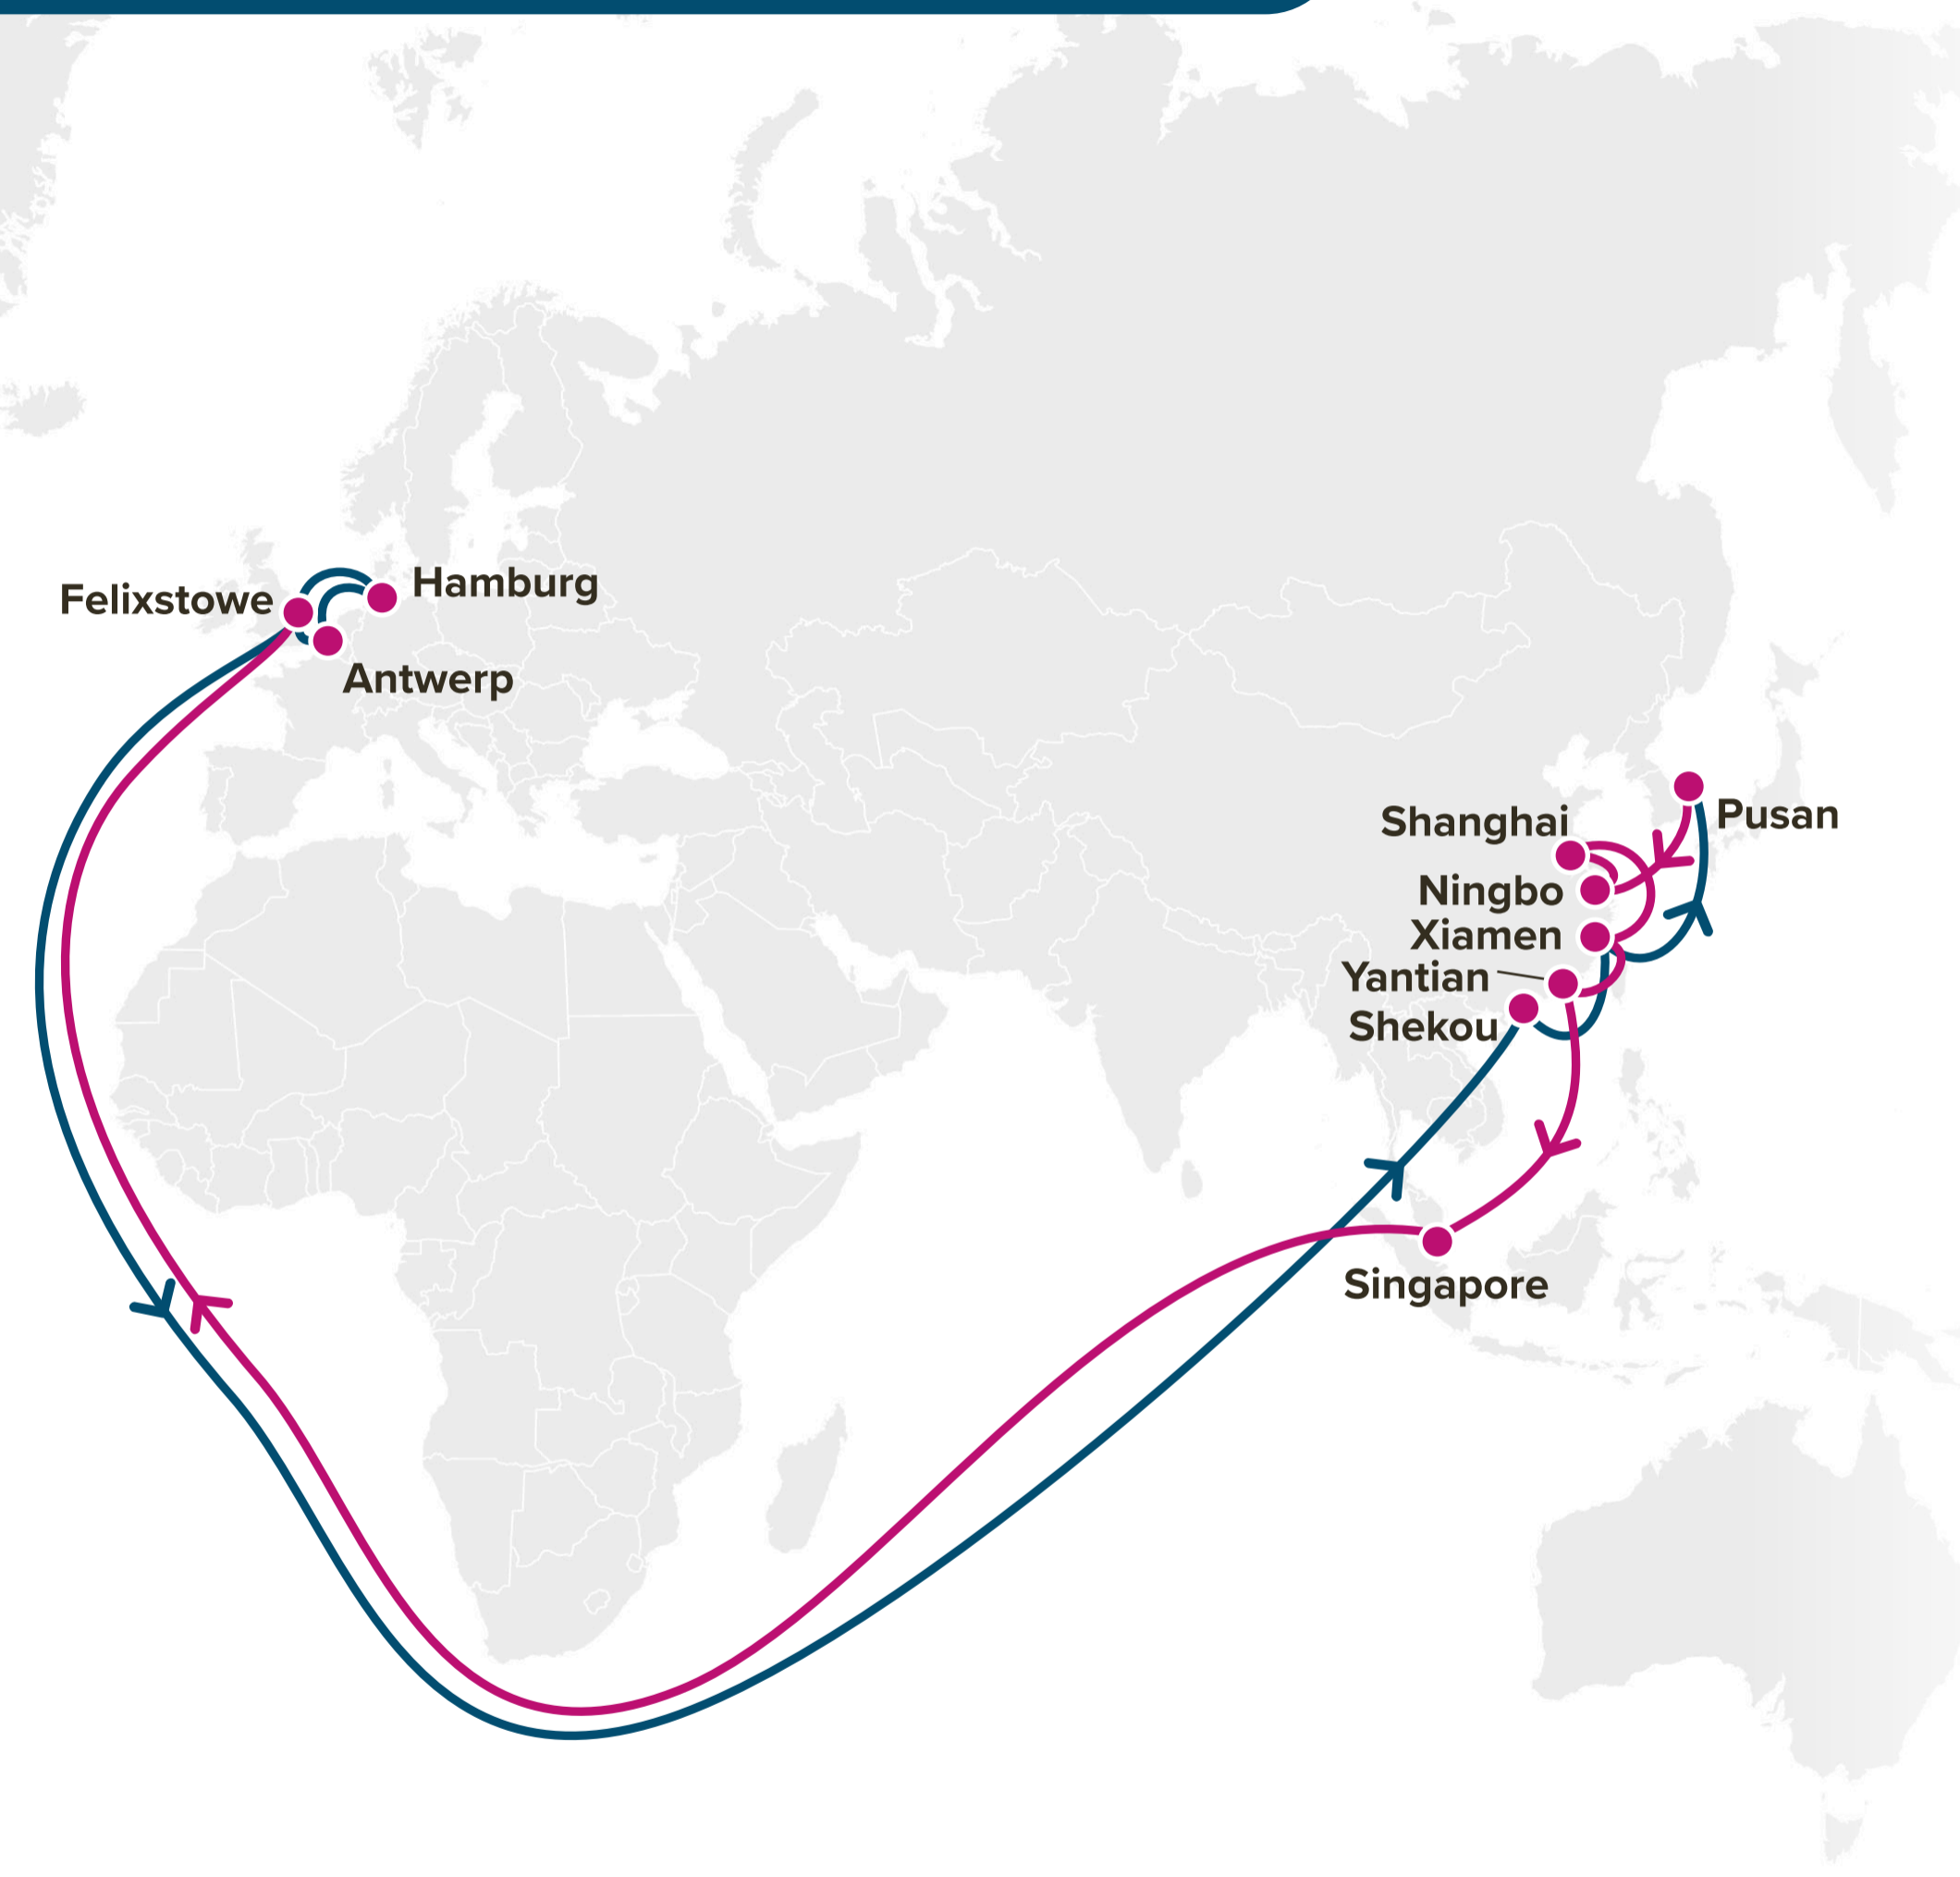 Hamburg
Felixstowe
Antwerp
Pusan
Shanghai
Ningbo
Xiamen
Yantian
Shekou
Singapore